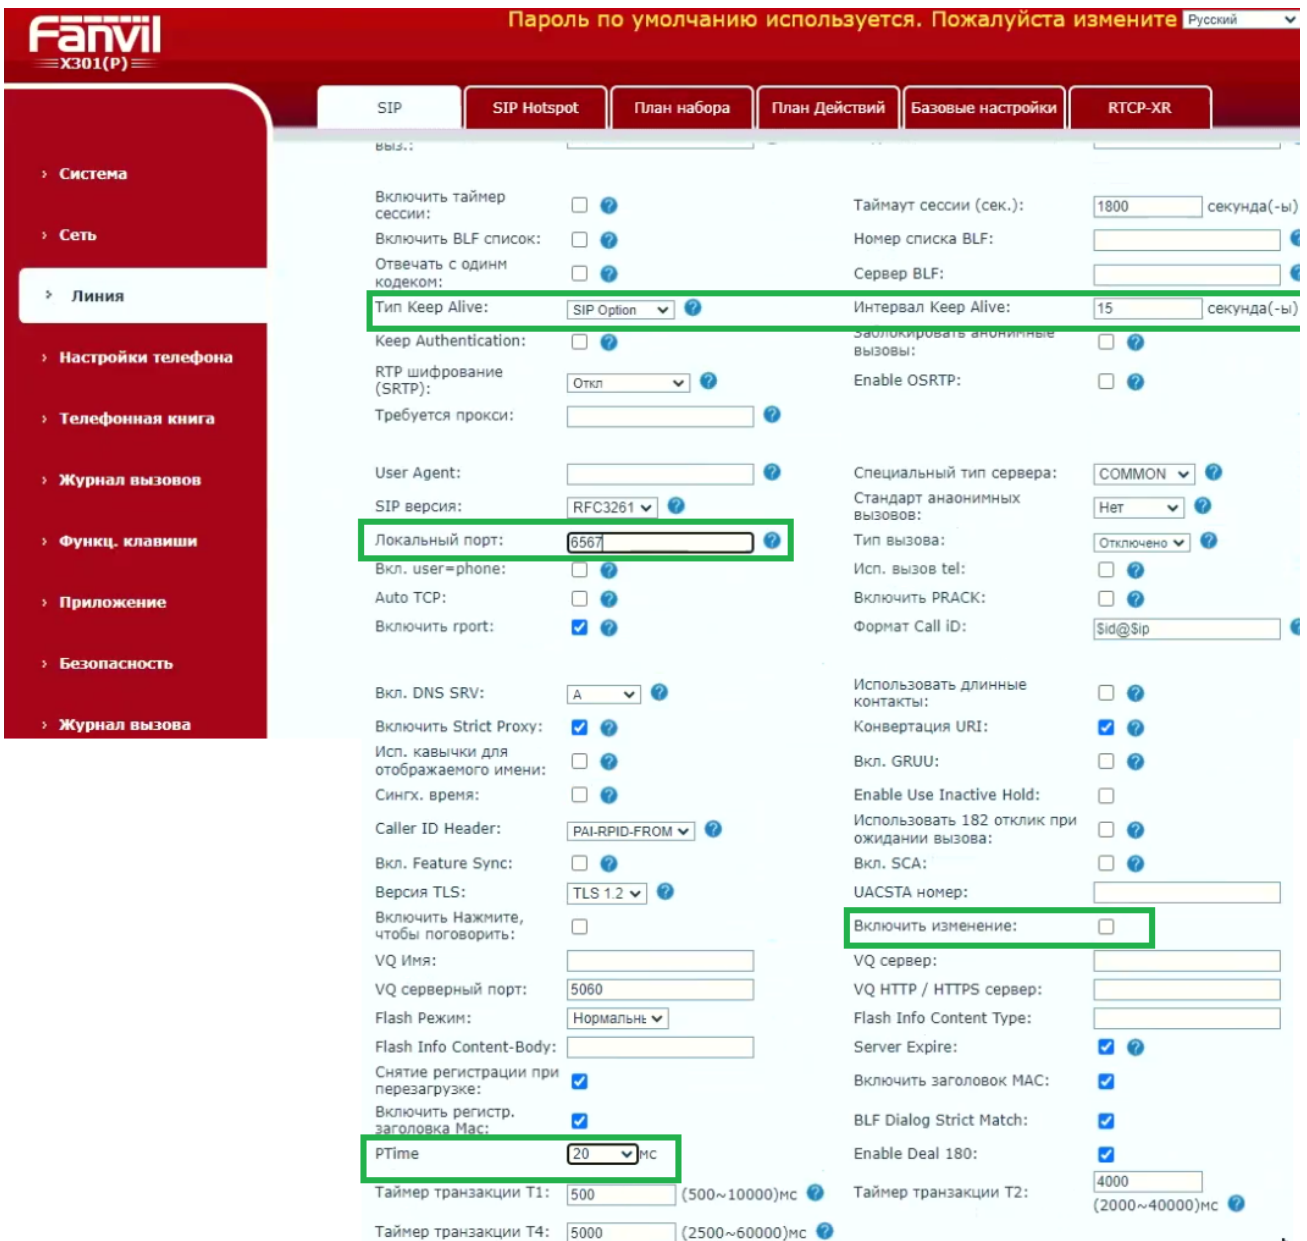 Fanvil
X301(P)
Пароль по умолчанию используется. Пожалуйста измените Русский
SIP SIP Hotspot План набора План Действий Базовые настройки RTCP-XR
Система
Сеть
Линия
Настройки телефона
Телефонная книга
Журнал вызовов
Функц. клавиши
Приложение
Безопасность
Журнал вызова
выз.:
Включить таймер
сессии:
Таймаут сессии (сек.): 1800 секунда(-ы)
Включить BLF список: Номер списка BLF:
Отвечать с одинм
кодеком:
Сервер BLF:
Тип Keep Alive: SIP Option Интервал Keep Alive: 15 секунда(-ы)
Keep Authentication:
Заблокировать анонимные
вызовы:
RTP шифрование
(SRTP):
Откл Enable OSRTP:
Требуется прокси:
User Agent: Специальный тип сервера: COMMON
SIP версия: RFC3261
Стандарт анаонимных
вызовов:
Нет
Локальный порт: 6567 Тип вызова: Отключено
Вкл. user=phone: Исп. вызов tel:
Auto TCP: Включить PRACK:
Включить rport: Формат Call iD: $id@$ip
Вкл. DNS SRV: A
Использовать длинные
контакты:
Включить Strict Proxy: Конвертация URI:
Исп. кавычки для
отображаемого имени:
Вкл. GRUU:
Сингх. время: Enable Use Inactive Hold:
Caller ID Header: PAI-RPID-FROM
Использовать 182 отклик при
ожидании вызова:
Вкл. Feature Sync: Вкл. SCA:
Версия TLS: TLS 1.2 UACSTA номер:
Включить Нажмите,
чтобы поговорить:
Включить изменение:
VQ Имя: VQ сервер:
VQ серверный порт: 5060 VQ HTTP / HTTPS сервер:
Flash Режим: Нормальнь Flash Info Content Type:
Flash Info Content-Body: Server Expire:
Снятие регистрации при
перезагрузке:
Включить заголовок MAC:
Включить регистр.
заголовка Mac:
BLF Dialog Strict Match:
PTime 20 мс Enable Deal 180:
Таймер транзакции T1: 500 (500~10000)мс Таймер транзакции T2: 4000
(2000~40000)мс
Таймер транзакции T4: 5000 (2500~60000)мс